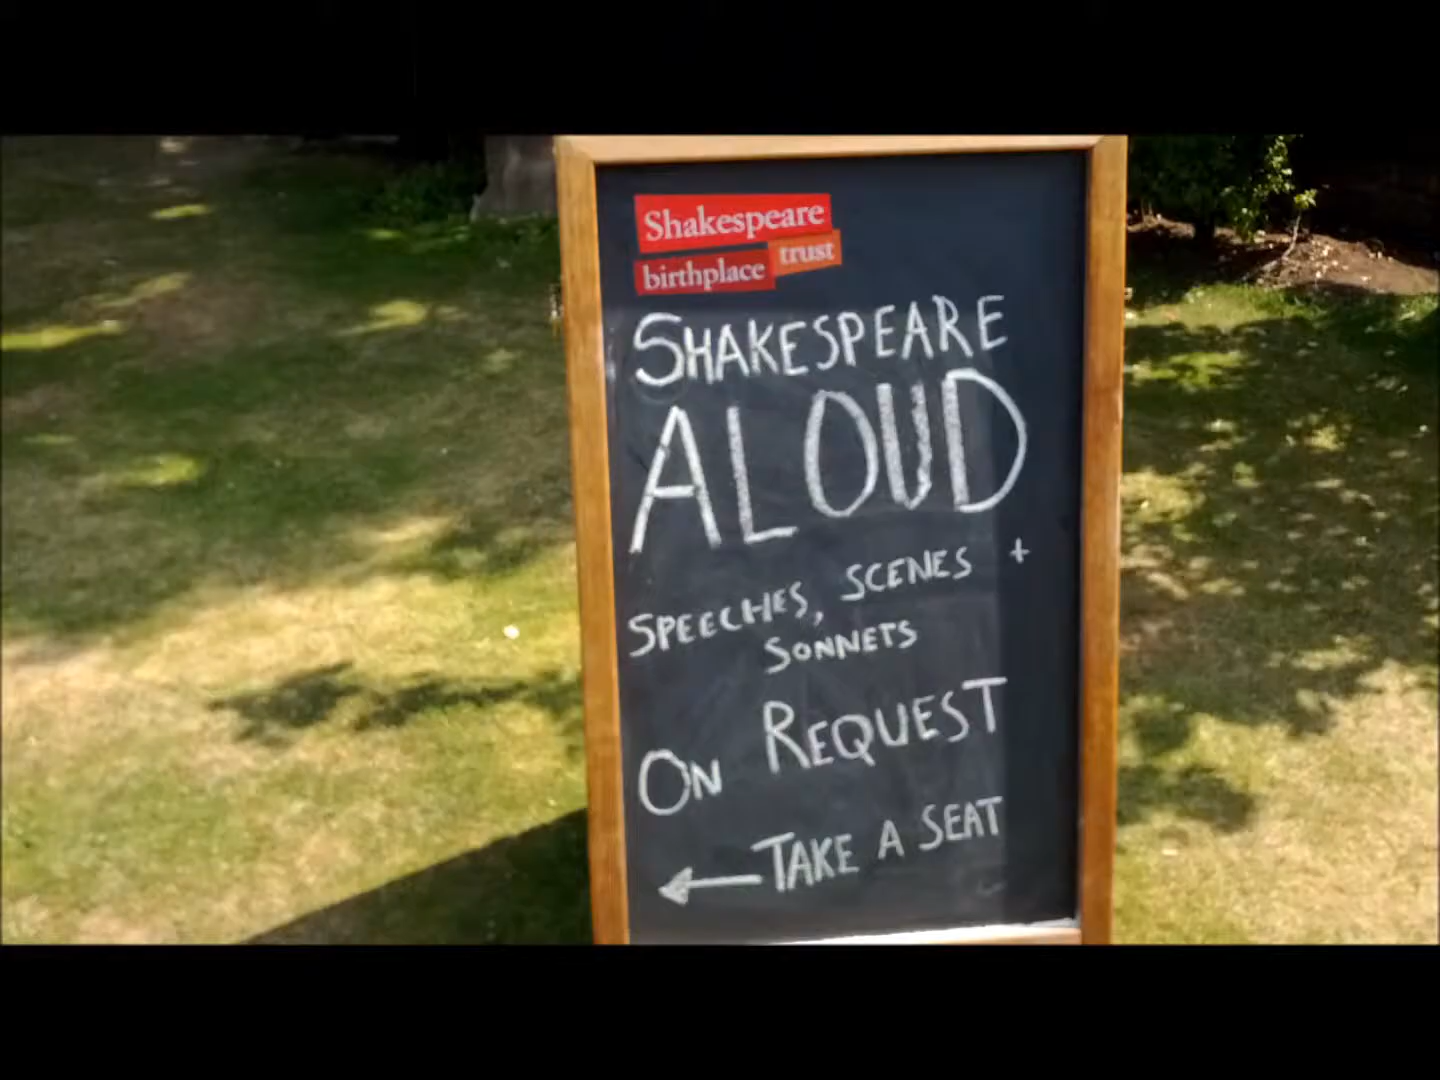 Shakespeare
birthplace trust
SHAKESPEARE
ALOUD
SPEECHES, SCENES +
SONNETS
ON REQUEST
← TAKE A SEAT